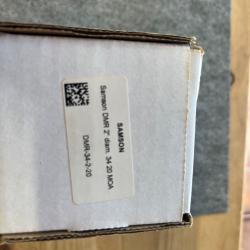 SAMSON
Samson DMR 2" diam. 34 20 MOA
DMR-34-2-20